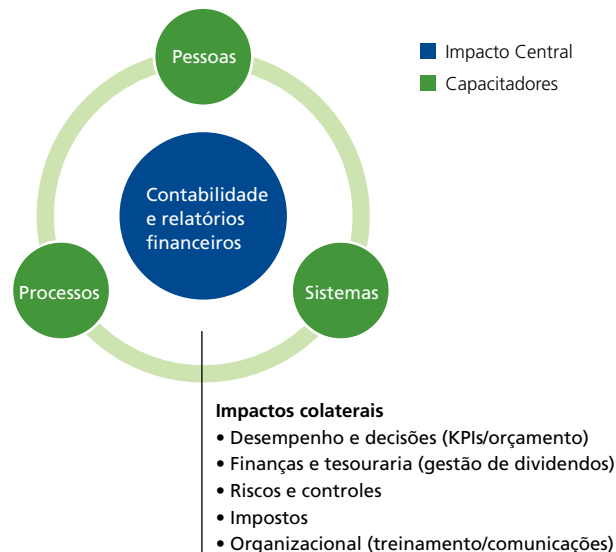 Pessoas
Impacto Central
Capacitadores
Contabilidade
e relatórios
financeiros
Processos
Sistemas
Impactos colaterais
• Desempenho e decisões (KPIs/orçamento)
• Finanças e tesouraria (gestão de dividendos)
• Riscos e controles
• Impostos
• Organizacional (treinamento/comunicações)